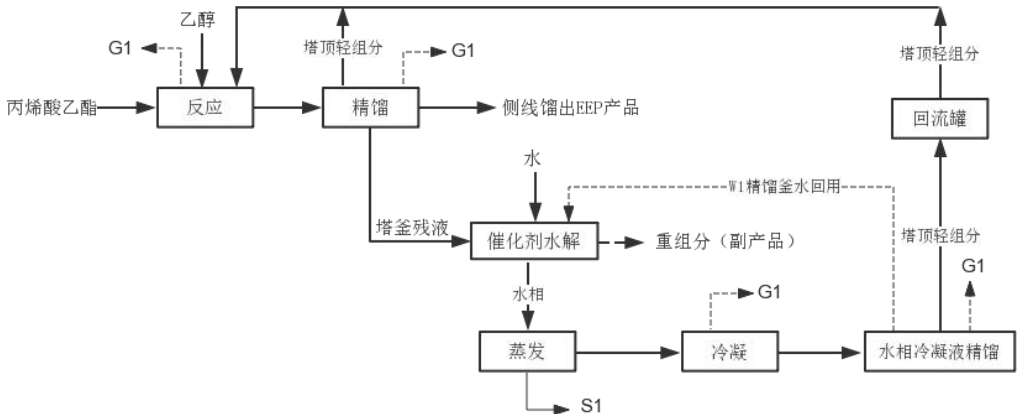 乙醇
G1
塔顶轻组分
G1
塔顶轻组分
丙烯酸乙酯
反应
精馏
侧线馏出EEP产品
回流罐
水
W1精馏釜水回用
塔釜残液
催化剂水解
重组分（副产品）
塔顶轻组分
G1
水相
G1
蒸发
冷凝
水相冷凝液精馏
S1